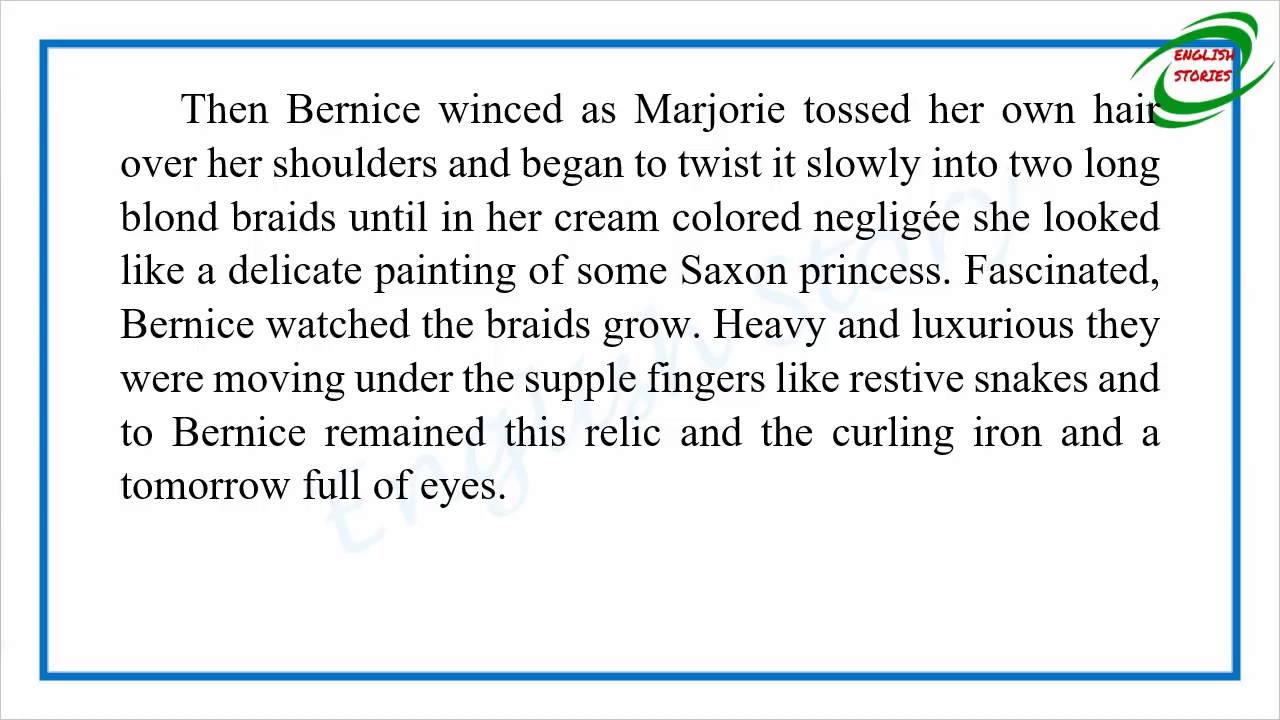 ENGLISH
STORIES
Then Bernice winced as Marjorie tossed her own hair
over her shoulders and began to twist it slowly into two long
blond braids until in her cream colored negligée she looked
like a delicate painting of some Saxon princess. Fascinated,
Bernice watched the braids grow. Heavy and luxurious they
were moving under the supple fingers like restive snakes and
to Bernice remained this relic and the curling iron and a
tomorrow full of eyes.
English Story